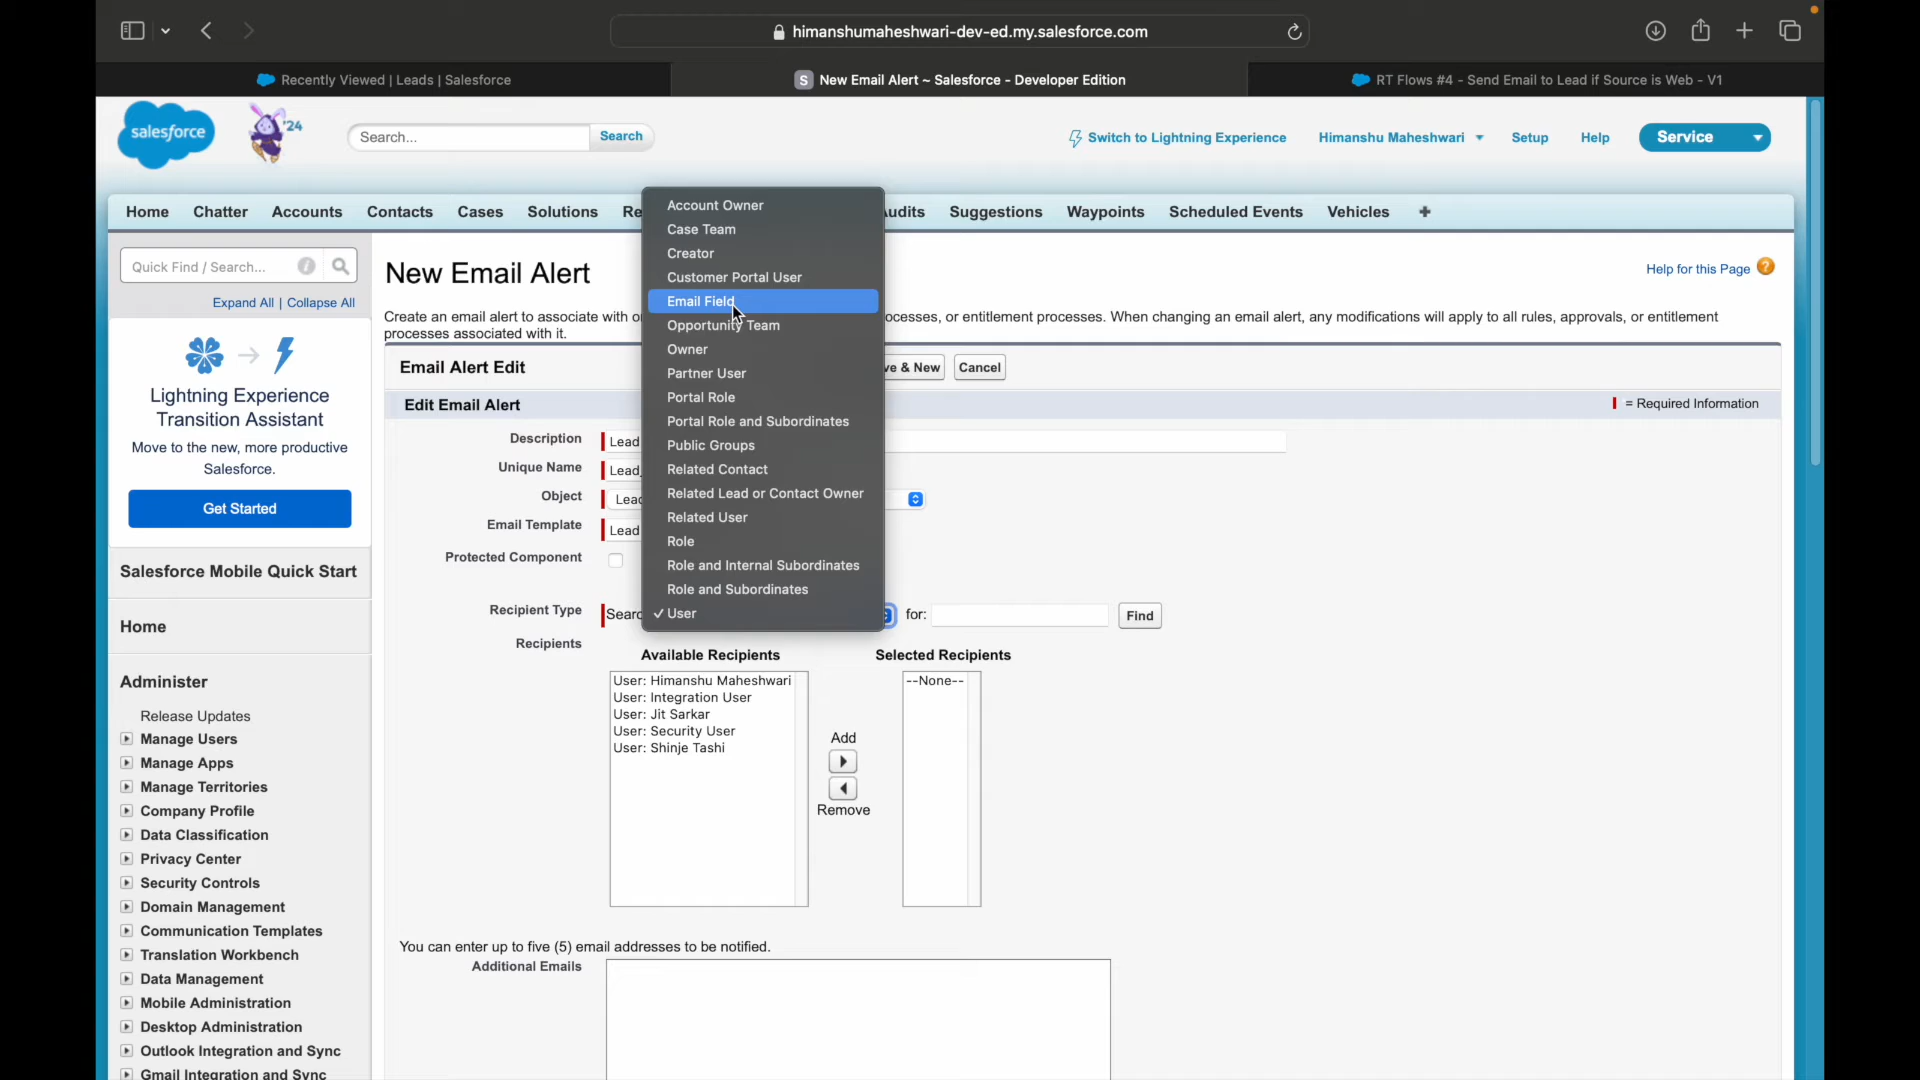 himanshumaheshwari-dev-ed.my.salesforce.com
Recently Viewed | Leads | Salesforce
S New Email Alert ~ Salesforce - Developer Edition
RT Flows #4 - Send Email to Lead if Source is Web - V1
salesforce
'24
Search...
Search
Switch to Lightning Experience
Himanshu Maheshwari
Setup
Help
Service
Home
Chatter
Accounts
Contacts
Cases
Solutions
Re
udits
Suggestions
Waypoints
Scheduled Events
Vehicles
+
Quick Find / Search...
Expand All | Collapse All
Lightning Experience
Transition Assistant
Move to the new, more productive
Salesforce.
Get Started
Salesforce Mobile Quick Start
Home
Administer
Release Updates
Manage Users
Manage Apps
Manage Territories
Company Profile
Data Classification
Privacy Center
Security Controls
Domain Management
Communication Templates
Translation Workbench
Data Management
Mobile Administration
Desktop Administration
Outlook Integration and Sync
Gmail Integration and Sync
New Email Alert
Help for this Page ?
Create an email alert to associate with o
ocesses, or entitlement processes. When changing an email alert, any modifications will apply to all rules, approvals, or entitlement
processes associated with it.
Email Alert Edit
ve & New
Cancel
Edit Email Alert
= Required Information
Description
Lead
Unique Name
Lead_
Object
Lead
Email Template
Lead
Protected Component
Recipient Type
Searc
for:
Find
Account Owner
Case Team
Creator
Customer Portal User
Email Field
Opportunity Team
Owner
Partner User
Portal Role
Portal Role and Subordinates
Public Groups
Related Contact
Related Lead or Contact Owner
Related User
Role
Role and Internal Subordinates
Role and Subordinates
✓ User
Recipients
Available Recipients
Selected Recipients
User: Himanshu Maheshwari
User: Integration User
User: Jit Sarkar
User: Security User
User: Shinje Tashi
--None--
Add
Remove
You can enter up to five (5) email addresses to be notified.
Additional Emails